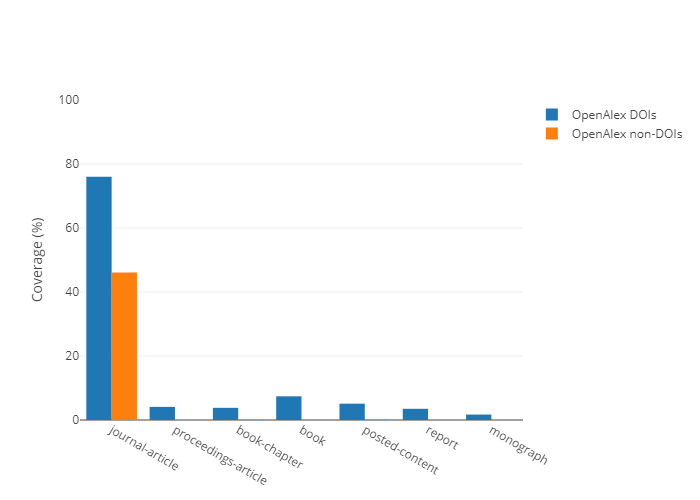 100
80
60
40
20
0
Coverage (%)
journal-article
proceedings-article
book-chapter
book
posted-content
report
monograph
OpenAlex DOIs
OpenAlex non-DOIs